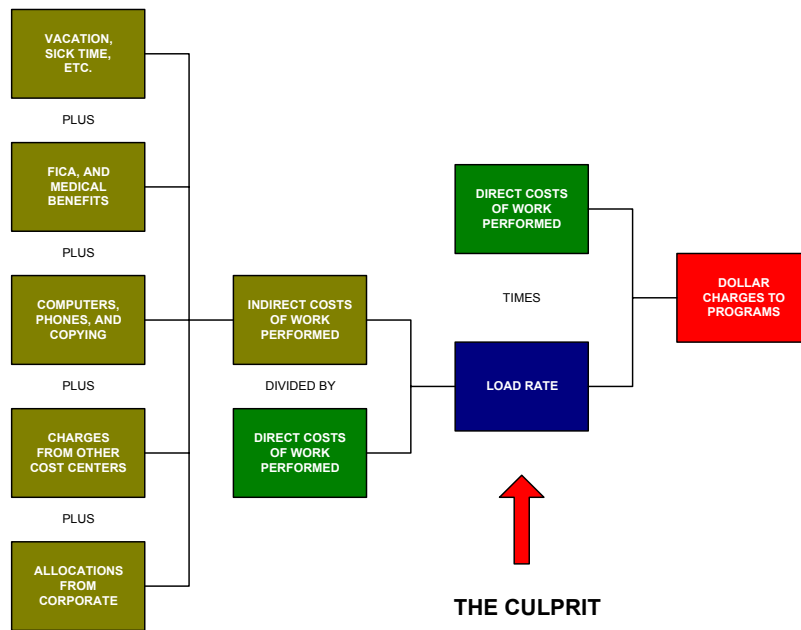 VACATION,
SICK TIME,
ETC.
PLUS
FICA, AND
MEDICAL
BENEFITS
PLUS
COMPUTERS,
PHONES, AND
COPYING
PLUS
CHARGES
FROM OTHER
COST CENTERS
PLUS
ALLOCATIONS
FROM
CORPORATE
INDIRECT COSTS
OF WORK
PERFORMED
DIVIDED BY
DIRECT COSTS
OF WORK
PERFORMED
DIRECT COSTS
OF WORK
PERFORMED
TIMES
LOAD RATE
THE CULPRIT
DOLLAR
CHARGES TO
PROGRAMS